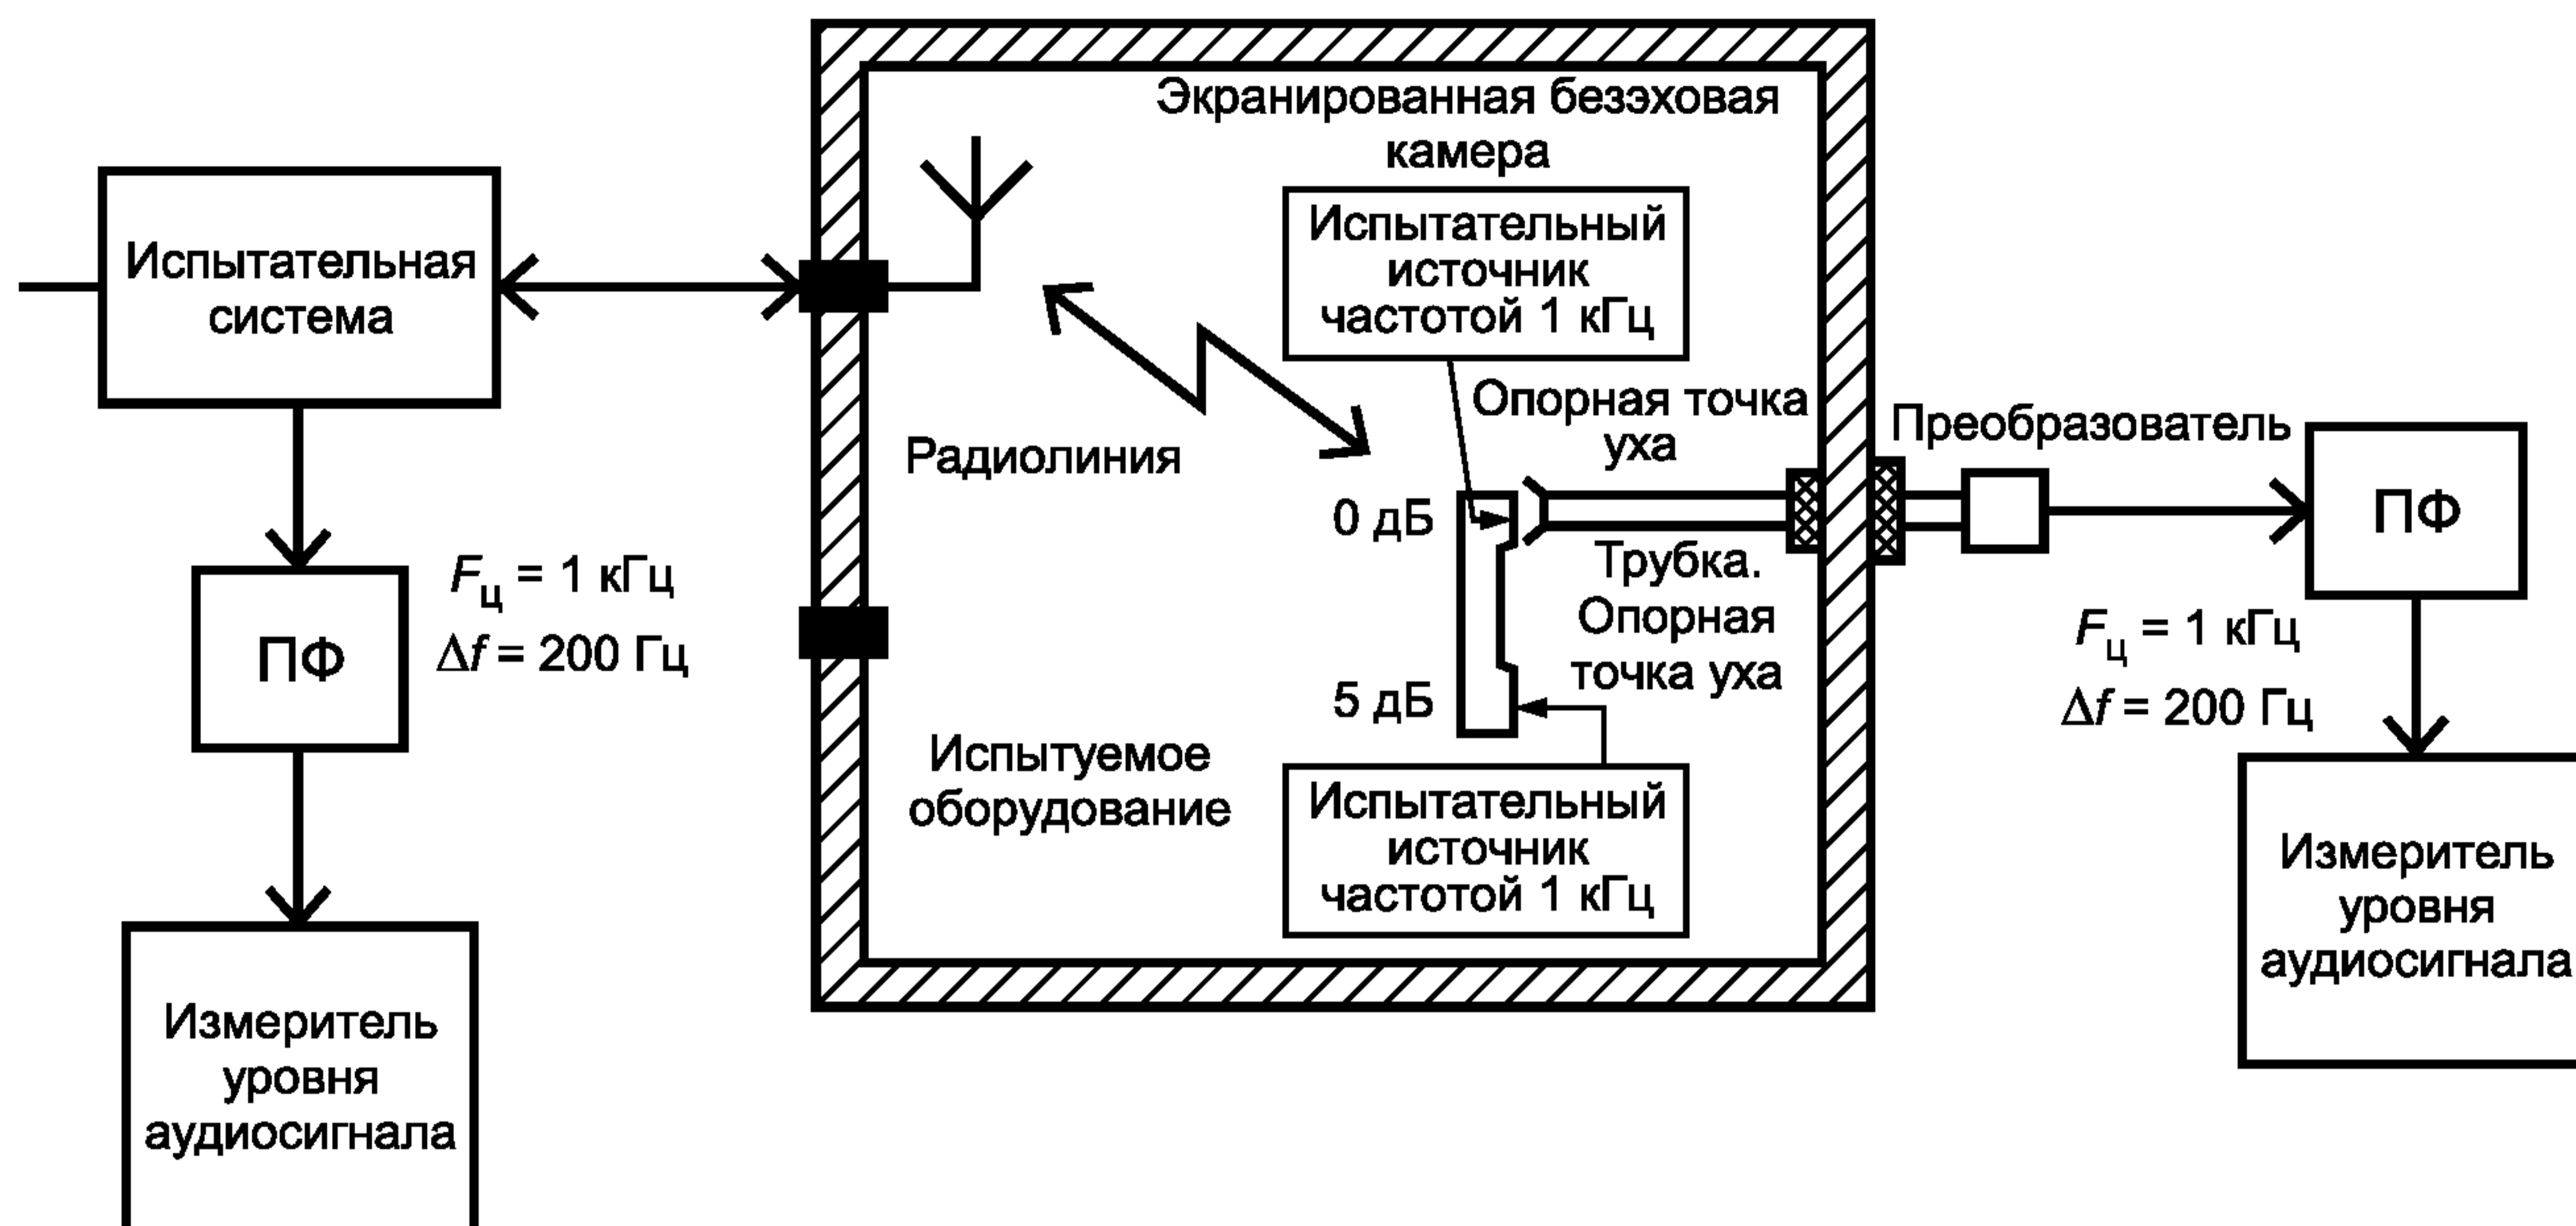 Экранированная безэховая
камера
Испытательная
система
Испытательный
источник
частотой 1 кГц
Опорная точка
уха
Преобразователь
Радиолиния
0 дБ
ПФ
Трубка.
Опорная
точка уха
5 дБ
Fц = 1 кГц
Δf = 200 Гц
ПФ
Fц = 1 кГц
Δf = 200 Гц
Испытуемое
оборудование
Испытательный
источник
частотой 1 кГц
Измеритель
уровня
аудиосигнала
Измеритель
уровня
аудиосигнала